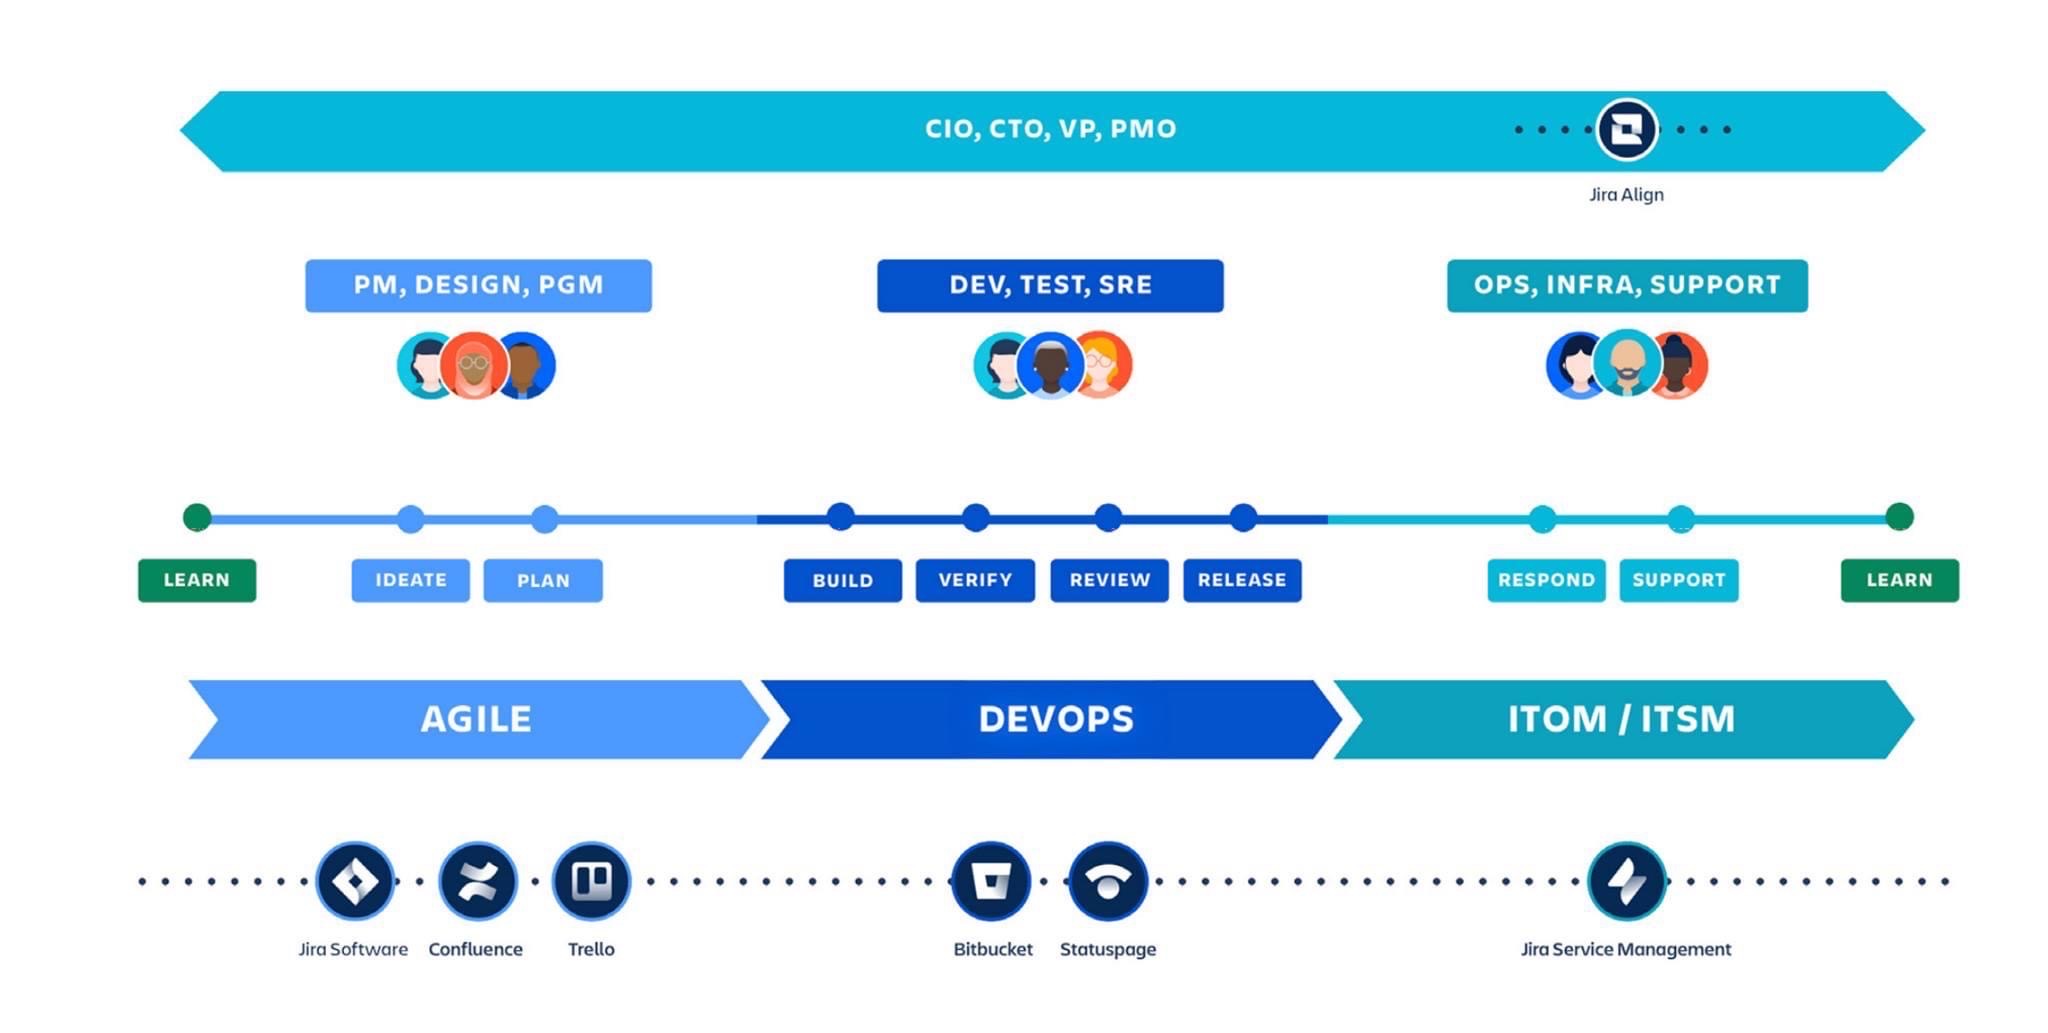 CIO, CTO, VP, PMO
Jira Align
PM, DESIGN, PGM
DEV, TEST, SRE
OPS, INFRA, SUPPORT
LEARN
IDEATE
PLAN
BUILD
VERIFY
REVIEW
RELEASE
RESPOND
SUPPORT
LEARN
AGILE
DEVOPS
ITOM / ITSM
Jira Software
Confluence
Trello
Bitbucket
Statuspage
Jira Service Management